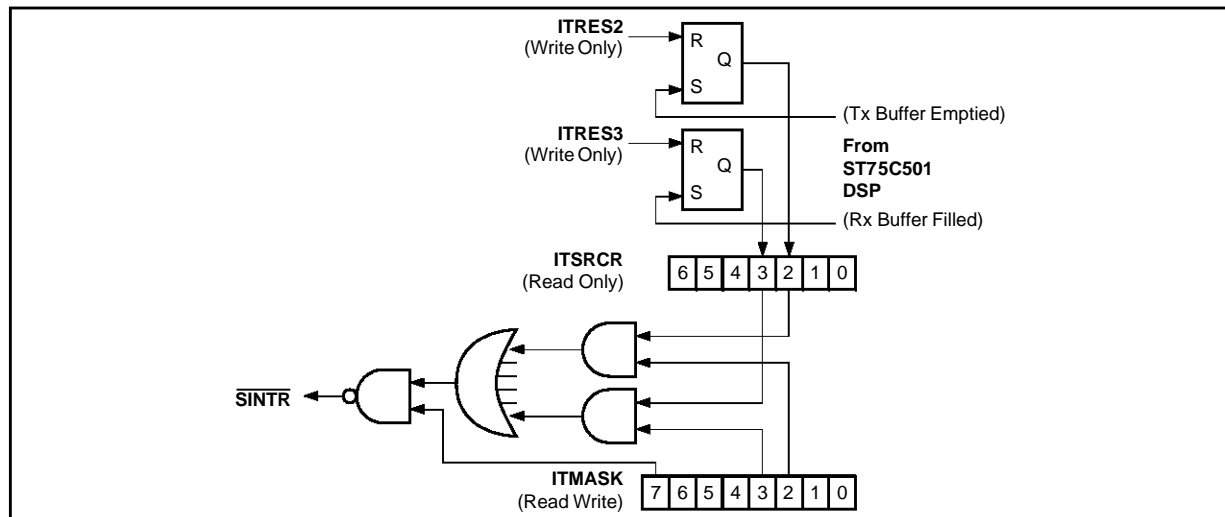 ITRES2
(Write Only)
R
Q
S
(Tx Buffer Emptied)
ITRES3
(Write Only)
R
Q
S
From
ST75C501
DSP
(Rx Buffer Filled)
ITSRCR
(Read Only)
6 5 4 3 2 1 0
SINTR
ITMASK
(Read Write)
7 6 5 4 3 2 1 0